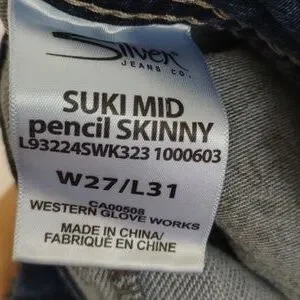 Silver
JEANS CO.
SUKI MID
pencil SKINNY
L93224SWK323 1000603
W27/L31
CA00508
WESTERN GLOVE WORKS
MADE IN CHINA/
FABRIQUÉ EN CHINE